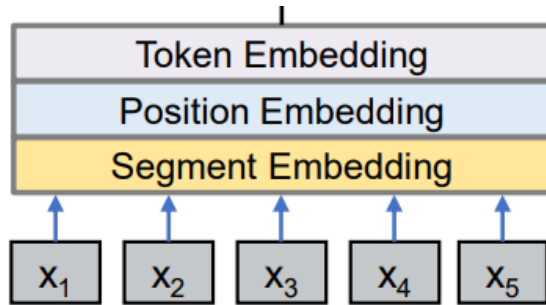 Token Embedding
Position Embedding
Segment Embedding
x₁ x₂ x₃ x₄ x₅